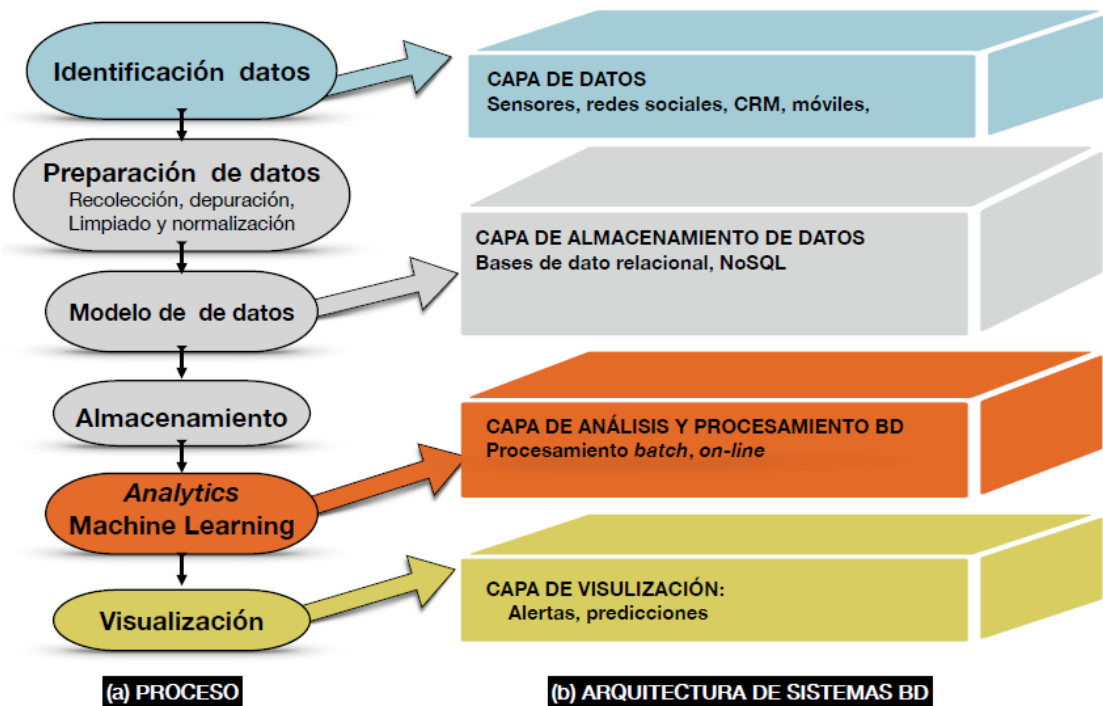 Identificación datos
Preparación de datos
Recolección, depuración,
Limpiado y normalización
Modelo de de datos
Almacenamiento
Analytics
Machine Learning
Visualización
(a) PROCESO
CAPA DE DATOS
Sensores, redes sociales, CRM, móviles,
CAPA DE ALMACENAMIENTO DE DATOS
Bases de dato relacional, NoSQL
CAPA DE ANÁLISIS Y PROCESAMIENTO BD
Procesamiento batch, on-line
CAPA DE VISULIZACIÓN:
Alertas, predicciones
(b) ARQUITECTURA DE SISTEMAS BD